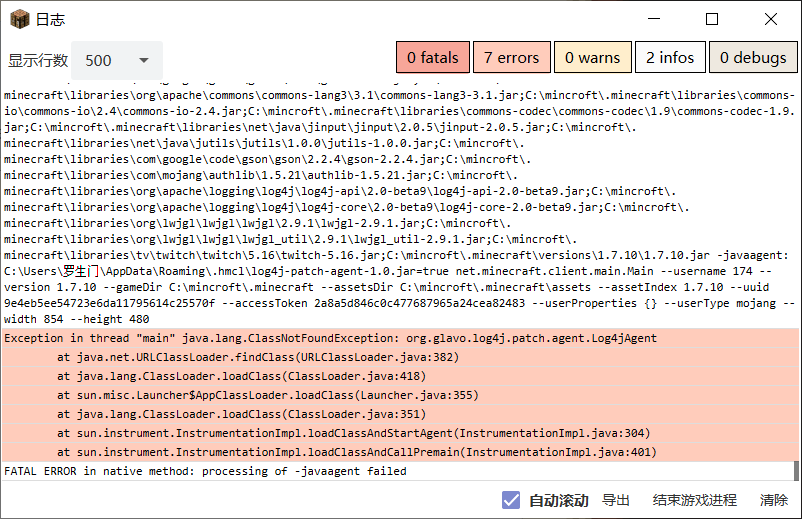 日志
显示行数 500 0 fatals 7 errors 0 warns 2 infos 0 debugs
minecraft\libraries\org\apache\commons\commons-lang3\3.1\commons-lang3-3.1.jar;C:\mincroft\.minecraft\libraries\commons-
io\commons-io\2.4\commons-io-2.4.jar;C:\mincroft\.minecraft\libraries\commons-codec\commons-codec\1.9\commons-codec-1.9.
jar;C:\mincroft\.minecraft\libraries\net\java\jinput\jinput\2.0.5\jinput-2.0.5.jar;C:\mincroft\.
minecraft\libraries\net\java\jutils\jutils\1.0.0\jutils-1.0.0.jar;C:\mincroft\.
minecraft\libraries\com\google\code\gson\gson\2.2.4\gson-2.2.4.jar;C:\mincroft\.
minecraft\libraries\com\mojang\authlib\1.5.21\authlib-1.5.21.jar;C:\mincroft\.
minecraft\libraries\org\apache\logging\log4j\log4j-api\2.0-beta9\log4j-api-2.0-beta9.jar;C:\mincroft\.
minecraft\libraries\org\apache\logging\log4j\log4j-core\2.0-beta9\log4j-core-2.0-beta9.jar;C:\mincroft\.
minecraft\libraries\org\lwjgl\lwjgl\lwjgl\2.9.1\lwjgl-2.9.1.jar;C:\mincroft\.
minecraft\libraries\org\lwjgl\lwjgl\lwjgl_util\2.9.1\lwjgl_util-2.9.1.jar;C:\mincroft\.
minecraft\libraries\tv\twitch\twitch\5.16\twitch-5.16.jar;C:\mincroft\.minecraft\versions\1.7.10\1.7.10.jar -javaagent:
C:\Users\罗生门\AppData\Roaming\.hmcl\log4j-patch-agent-1.0.jar=true net.minecraft.client.main.Main --username 174 --
version 1.7.10 --gameDir C:\mincroft\.minecraft --assetsDir C:\mincroft\.minecraft\assets --assetIndex 1.7.10 --uuid
9e4eb5ee54723e6da11795614c25570f --accessToken 2a8a5d846c0c477687965a24cea82483 --userProperties {} --userType mojang --
width 854 --height 480
Exception in thread "main" java.lang.ClassNotFoundException: org.glavo.log4j.patch.agent.Log4jAgent
at java.net.URLClassLoader.findClass(URLClassLoader.java:382)
at java.lang.ClassLoader.loadClass(ClassLoader.java:418)
at sun.misc.Launcher$AppClassLoader.loadClass(Launcher.java:355)
at java.lang.ClassLoader.loadClass(ClassLoader.java:351)
at sun.instrument.InstrumentationImpl.loadClassAndStartAgent(InstrumentationImpl.java:304)
at sun.instrument.InstrumentationImpl.loadClassAndCallPremain(InstrumentationImpl.java:401)
FATAL ERROR in native method: processing of -javaagent failed
自动滚动 导出 结束游戏进程 清除